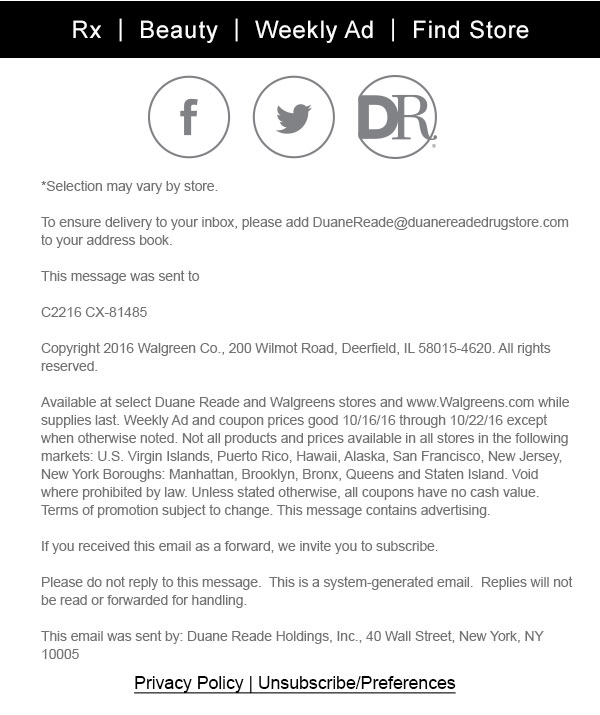 Rx | Beauty | Weekly Ad | Find Store
f DR®
*Selection may vary by store.
To ensure delivery to your inbox, please add DuaneReade@duanereadedrugstore.com
to your address book.
This message was sent to
C2216 CX-81485
Copyright 2016 Walgreen Co., 200 Wilmot Road, Deerfield, IL 58015-4620. All rights
reserved.
Available at select Duane Reade and Walgreens stores and www.Walgreens.com while
supplies last. Weekly Ad and coupon prices good 10/16/16 through 10/22/16 except
when otherwise noted. Not all products and prices available in all stores in the following
markets: U.S. Virgin Islands, Puerto Rico, Hawaii, Alaska, San Francisco, New Jersey,
New York Boroughs: Manhattan, Brooklyn, Bronx, Queens and Staten Island. Void
where prohibited by law. Unless stated otherwise, all coupons have no cash value.
Terms of promotion subject to change. This message contains advertising.
If you received this email as a forward, we invite you to subscribe.
Please do not reply to this message.  This is a system-generated email.  Replies will not
be read or forwarded for handling.
This email was sent by: Duane Reade Holdings, Inc., 40 Wall Street, New York, NY
10005
Privacy Policy | Unsubscribe/Preferences